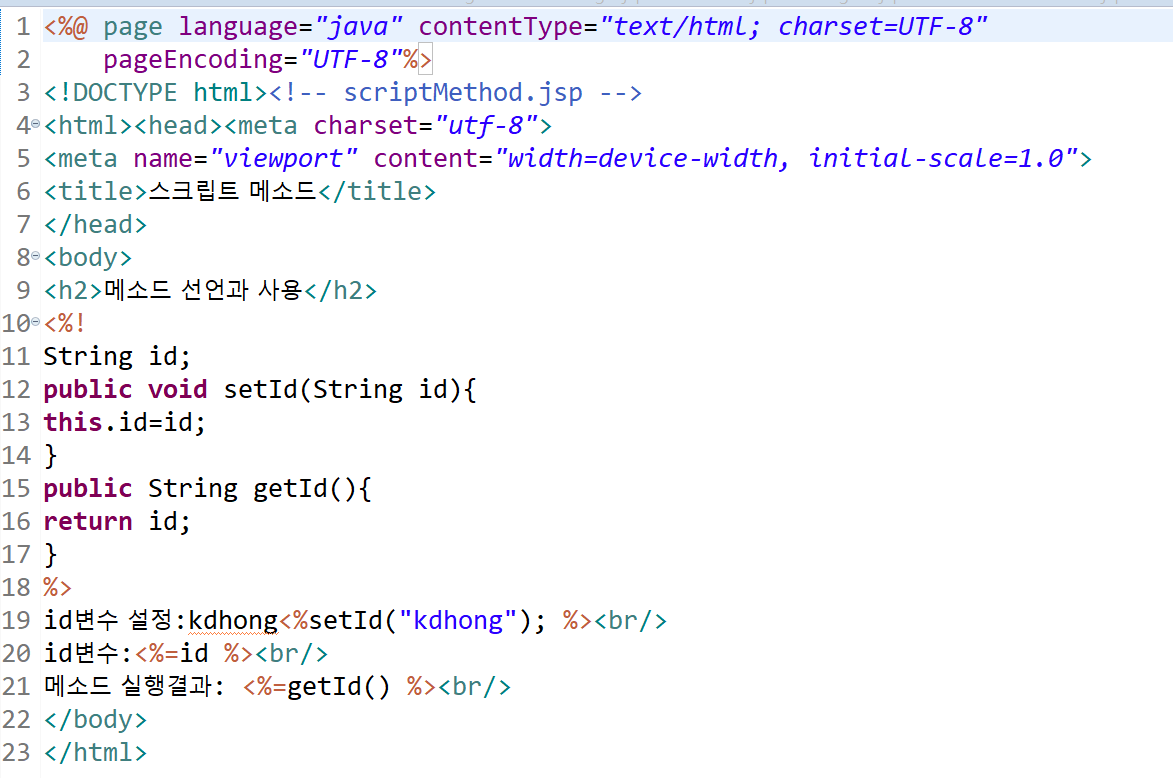 1 <%@ page language="java" contentType="text/html; charset=UTF-8"
2     pageEncoding="UTF-8"%>
3 <!DOCTYPE html><!-- scriptMethod.jsp -->
4 <html><head><meta charset="utf-8">
5 <meta name="viewport" content="width=device-width, initial-scale=1.0">
6 <title>스크립트 메소드</title>
7 </head>
8 <body>
9 <h2>메소드 선언과 사용</h2>
10 <%!
11 String id;
12 public void setId(String id){
13 this.id=id;
14 }
15 public String getId(){
16 return id;
17 }
18 %>
19 id변수 설정:kdhong<%setId("kdhong"); %><br/>
20 id변수:<%=id %><br/>
21 메소드 실행결과: <%=getId() %><br/>
22 </body>
23 </html>